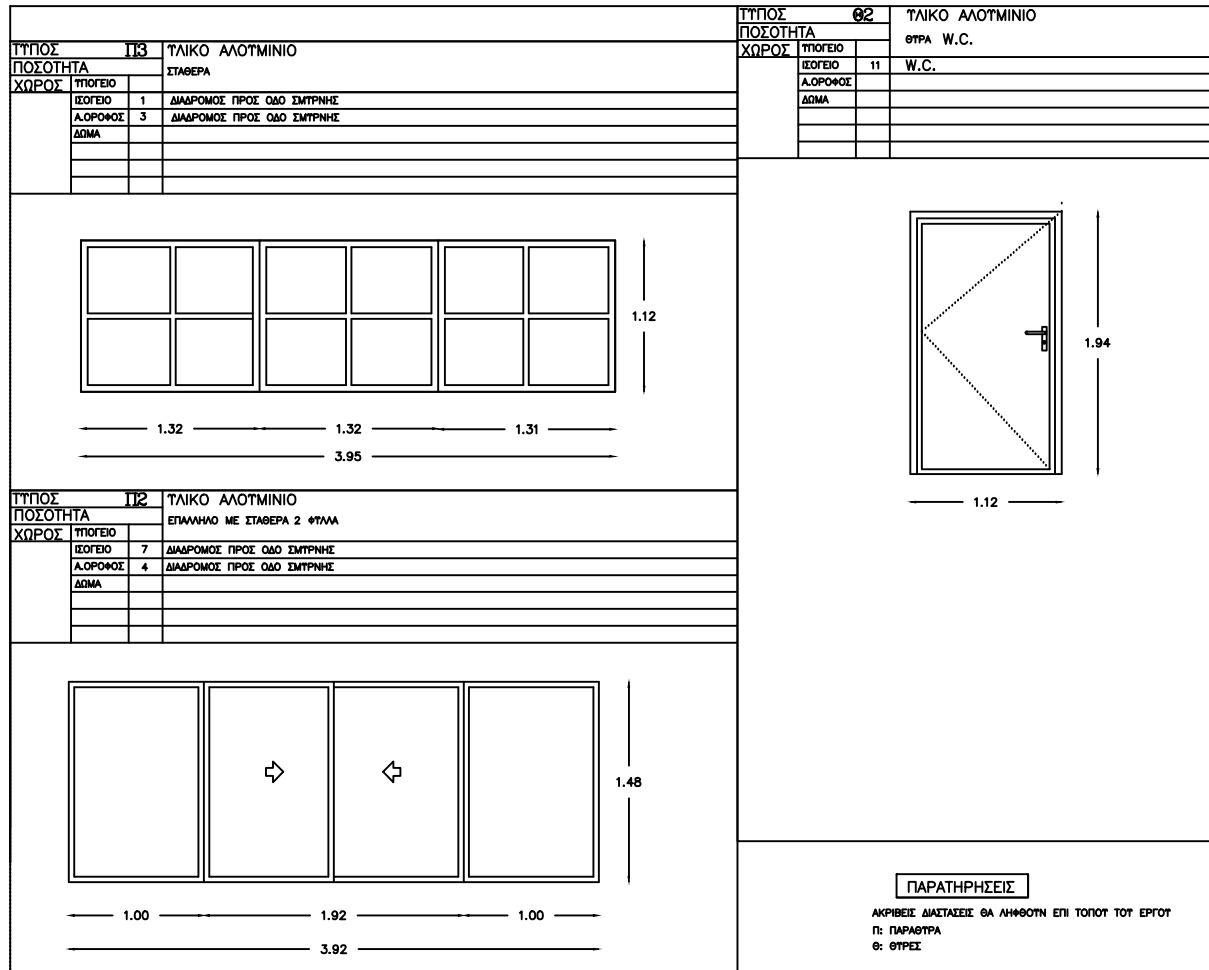 ΤΥΠΟΣ Π3 ΥΛΙΚΟ ΑΛΟΥΜΙΝΙΟ
ΠΟΣΟΤΗΤΑ ΣΤΑΘΕΡΑ
ΧΩΡΟΣ ΥΠΟΓΕΙΟ
ΙΣΟΓΕΙΟ 1 ΔΙΑΔΡΟΜΟΣ ΠΡΟΣ ΟΔΟ ΣΜΥΡΝΗΣ
Α.ΟΡΟΦΟΣ 3 ΔΙΑΔΡΟΜΟΣ ΠΡΟΣ ΟΔΟ ΣΜΥΡΝΗΣ
ΔΩΜΑ
1.12
1.32 1.32 1.31
3.95
ΤΥΠΟΣ Π2 ΥΛΙΚΟ ΑΛΟΥΜΙΝΙΟ
ΠΟΣΟΤΗΤΑ ΕΠΑΛΛΗΛΟ ΜΕ ΣΤΑΘΕΡΑ 2 ΦΥΛΛΑ
ΧΩΡΟΣ ΥΠΟΓΕΙΟ
ΙΣΟΓΕΙΟ 7 ΔΙΑΔΡΟΜΟΣ ΠΡΟΣ ΟΔΟ ΣΜΥΡΝΗΣ
Α.ΟΡΟΦΟΣ 4 ΔΙΑΔΡΟΜΟΣ ΠΡΟΣ ΟΔΟ ΣΜΥΡΝΗΣ
ΔΩΜΑ
1.48
1.00 1.92 1.00
3.92
ΤΥΠΟΣ Θ2 ΥΛΙΚΟ ΑΛΟΥΜΙΝΙΟ
ΠΟΣΟΤΗΤΑ ΘΥΡΑ W.C.
ΧΩΡΟΣ ΥΠΟΓΕΙΟ
ΙΣΟΓΕΙΟ 11 W.C.
Α.ΟΡΟΦΟΣ
ΔΩΜΑ
1.94
1.12
ΠΑΡΑΤΗΡΗΣΕΙΣ
ΑΚΡΙΒΕΙΣ ΔΙΑΣΤΑΣΕΙΣ ΘΑ ΛΗΦΘΟΥΝ ΕΠΙ ΤΟΠΟΥ ΤΟΥ ΕΡΓΟΥ
Π: ΠΑΡΑΘΥΡΑ
Θ: ΘΥΡΕΣ